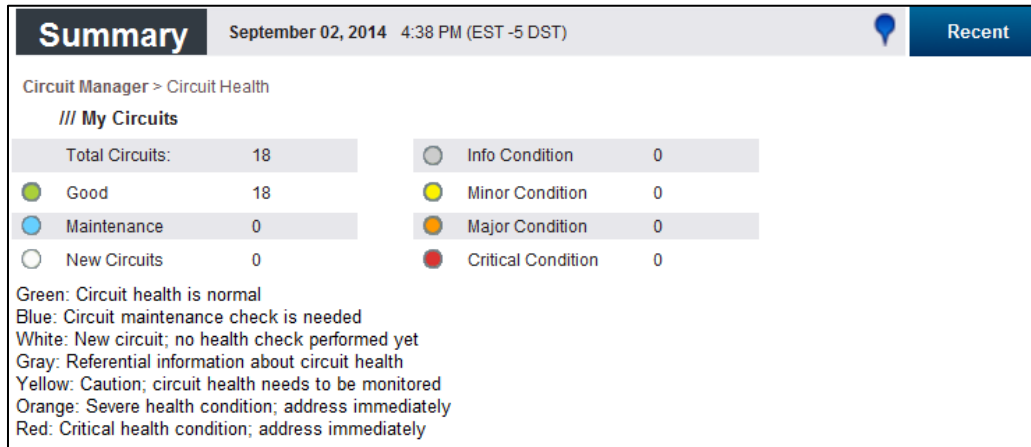 Summary September 02, 2014 4:38 PM (EST -5 DST) Recent
Circuit Manager > Circuit Health
/// My Circuits
Total Circuits: 18 Info Condition 0
Good 18 Minor Condition 0
Maintenance 0 Major Condition 0
New Circuits 0 Critical Condition 0
Green: Circuit health is normal
Blue: Circuit maintenance check is needed
White: New circuit; no health check performed yet
Gray: Referential information about circuit health
Yellow: Caution; circuit health needs to be monitored
Orange: Severe health condition; address immediately
Red: Critical health condition; address immediately